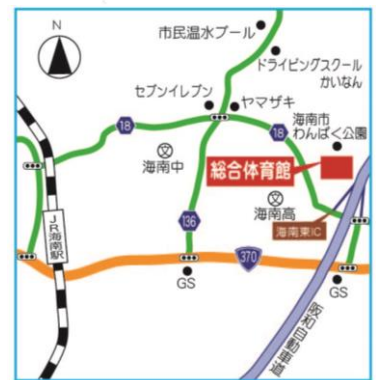 N
市民温水プール
ドライビングスクール
かいなん
セブンイレブン
ヤマザキ
海南市
わんぱく公園
18
18
文
海南中
総合体育館
文
海南高
136
海南東IC
JR海南駅
370
GS
GS
阪和自動車道